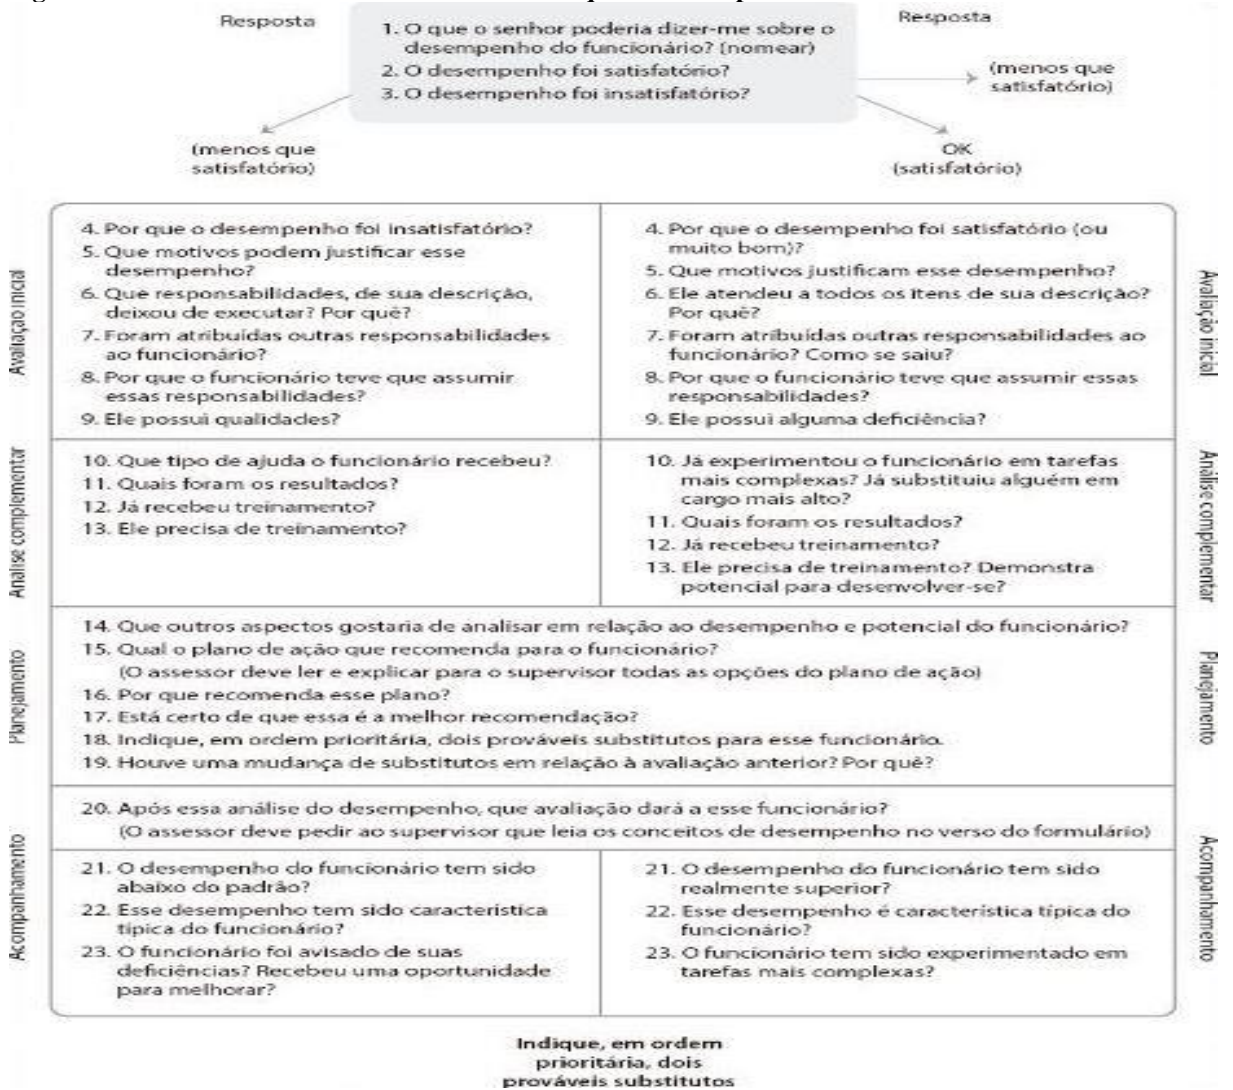 Resposta
Resposta
1. O que o senhor poderia dizer-me sobre o
desempenho do funcionário? (nomear)
2. O desempenho foi satisfatório?
3. O desempenho foi insatisfatório?
(menos que
satisfatório)
(menos que
satisfatório)
OK
(satisfatório)
Avaliação inicial
4. Por que o desempenho foi insatisfatório?
5. Que motivos podem justificar esse
desempenho?
6. Que responsabilidades, de sua descrição,
deixou de executar? Por quê?
7. Foram atribuídas outras responsabilidades
ao funcionário?
8. Por que o funcionário teve que assumir
essas responsabilidades?
9. Ele possui qualidades?
4. Por que o desempenho foi satisfatório (ou
muito bom)?
5. Que motivos justificam esse desempenho?
6. Ele atendeu a todos os itens de sua descrição?
Por quê?
7. Foram atribuídas outras responsabilidades ao
funcionário? Como se saiu?
8. Por que o funcionário teve que assumir essas
responsabilidades?
9. Ele possui alguma deficiência?
Avaliação inicial
Análise complementar
10. Que tipo de ajuda o funcionário recebeu?
11. Quais foram os resultados?
12. Já recebeu treinamento?
13. Ele precisa de treinamento?
10. Já experimentou o funcionário em tarefas
mais complexas? Já substituiu alguém em
cargo mais alto?
11. Quais foram os resultados?
12. Já recebeu treinamento?
13. Ele precisa de treinamento? Demonstra
potencial para desenvolver-se?
Análise complementar
Planejamento
14. Que outros aspectos gostaria de analisar em relação ao desempenho e potencial do funcionário?
15. Qual o plano de ação que recomenda para o funcionário?
(O assessor deve ler e explicar para o supervisor todas as opções do plano de ação)
16. Por que recomenda esse plano?
17. Está certo de que essa é a melhor recomendação?
18. Indique, em ordem prioritária, dois prováveis substitutos para esse funcionário.
19. Houve uma mudança de substitutos em relação à avaliação anterior? Por quê?
Planejamento
Acompanhamento
20. Após essa análise do desempenho, que avaliação dará a esse funcionário?
(O assessor deve pedir ao supervisor que leia os conceitos de desempenho no verso do formulário)
21. O desempenho do funcionário tem sido
abaixo do padrão?
22. Esse desempenho tem sido característica
típica do funcionário?
23. O funcionário foi avisado de suas
deficiências? Recebeu uma oportunidade
para melhorar?
21. O desempenho do funcionário tem sido
realmente superior?
22. Esse desempenho é característica típica do
funcionário?
23. O funcionário tem sido experimentado em
tarefas mais complexas?
Acompanhamento
Indique, em ordem
prioritária, dois
prováveis substitutos